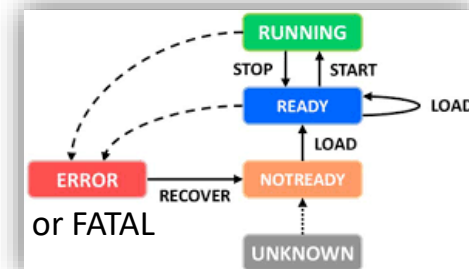 RUNNING
STOP START
READY
LOAD
LOAD
ERROR
RECOVER
NOTREADY
or FATAL
UNKNOWN